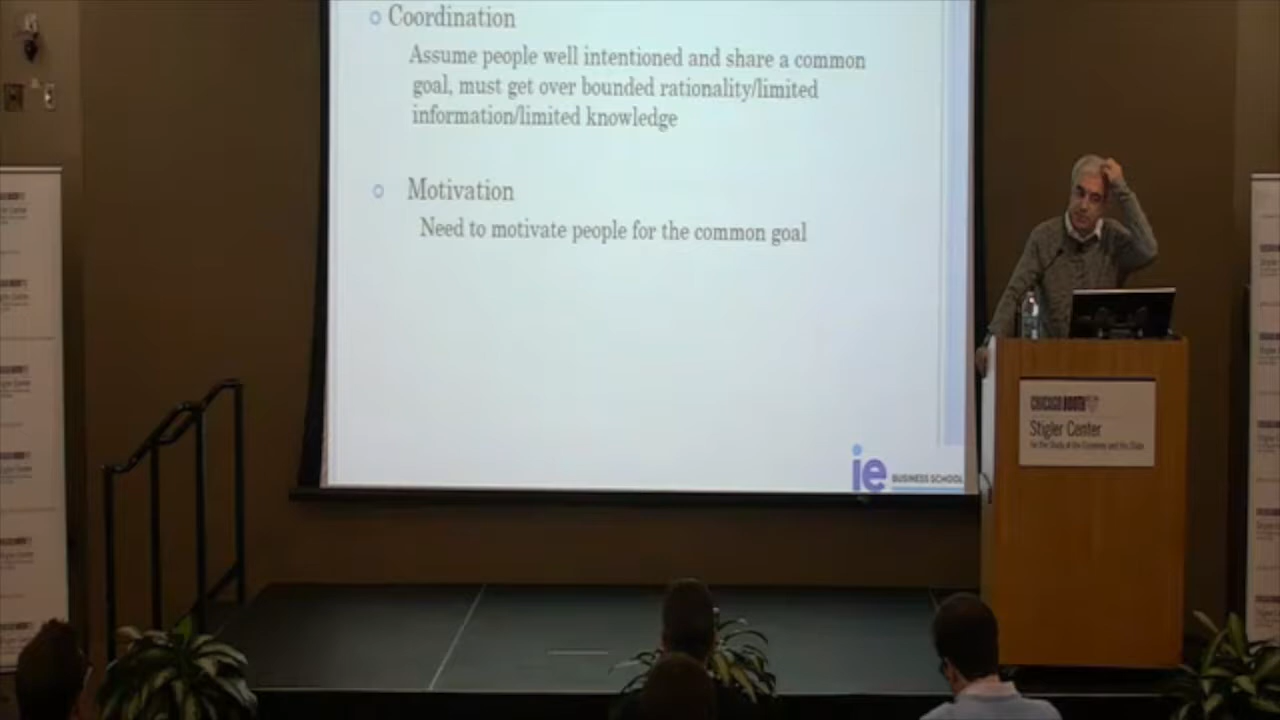 Coordination
Assume people well intentioned and share a common
goal, must get over bounded rationality/limited
information/limited knowledge
Motivation
Need to motivate people for the common goal
ie BUSINESS SCHOOL
CHICAGO BOOTH
Stigler Center
for the Study of the Economy and the State